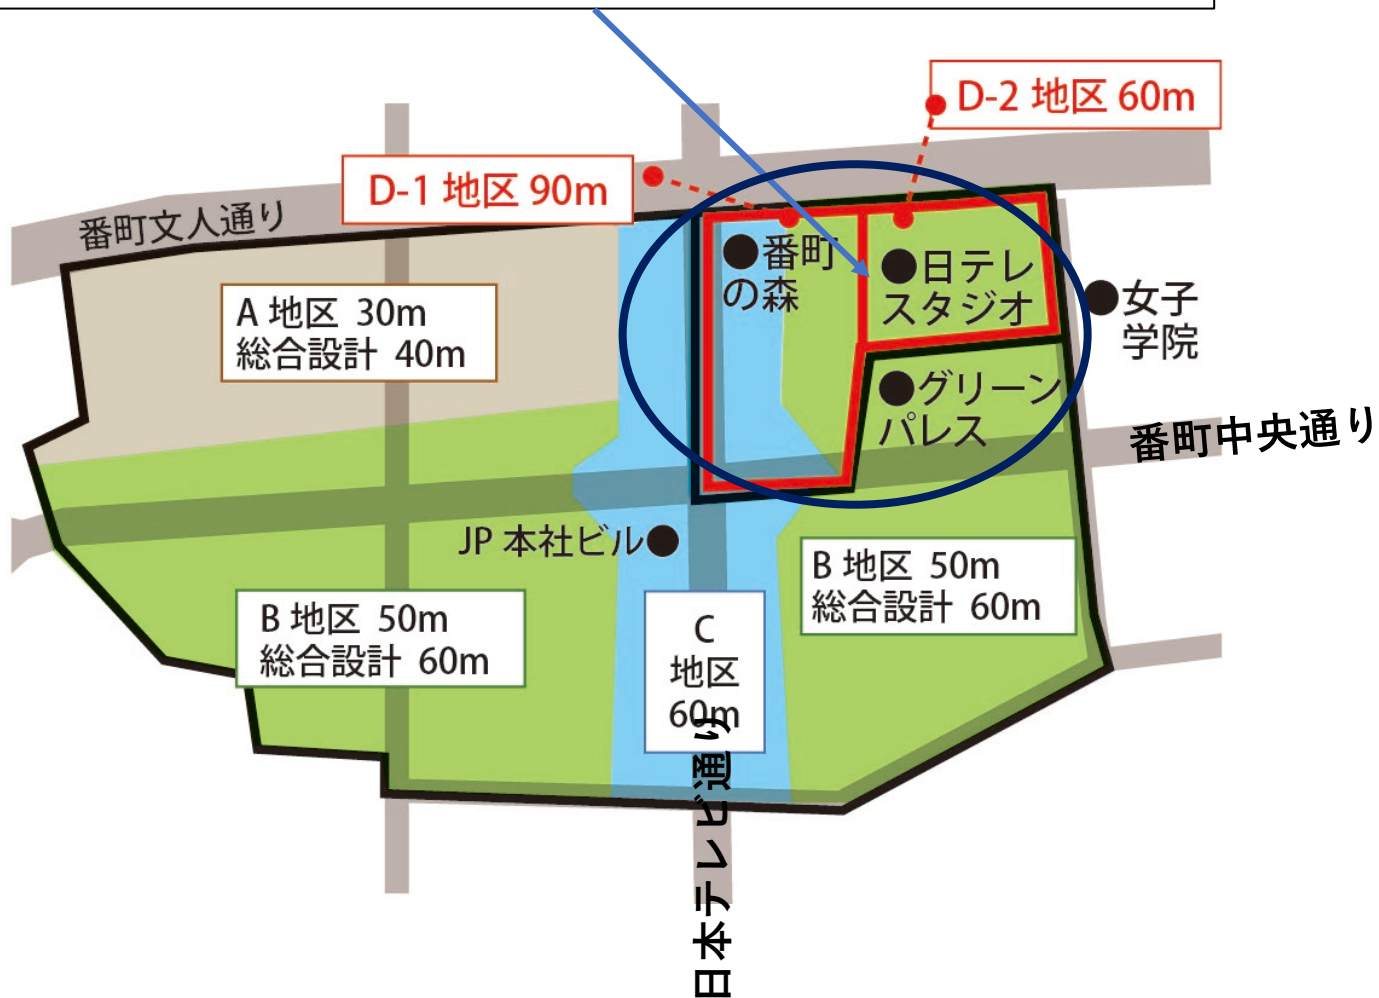 D-2 地区 60m
D-1 地区 90m
番町文人通り
●番町
の森
●日テレ
スタジオ
●女子
学院
A 地区 30m
総合設計 40m
●グリーン
パレス
番町中央通り
JP 本社ビル●
B 地区 50m
総合設計 60m
B 地区 50m
総合設計 60m
C
地区
60m
日本テレビ通り